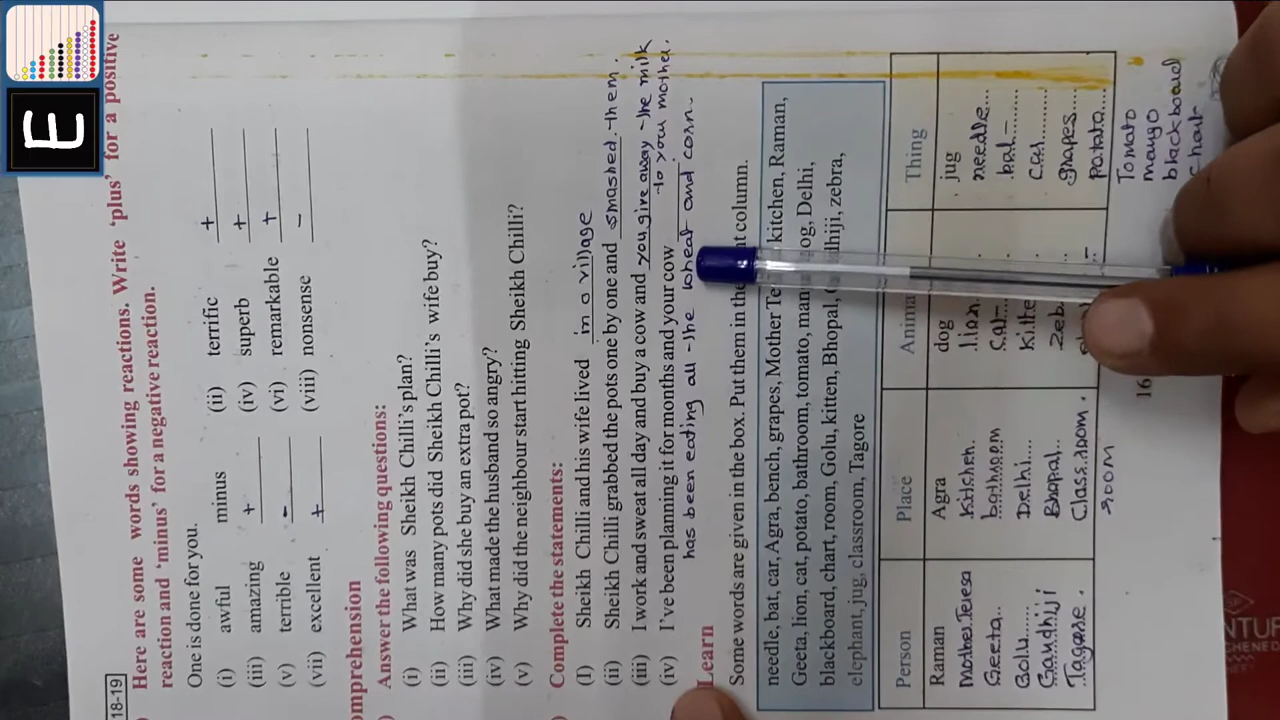 E
18-19
Here are some words showing reactions. Write 'plus' for a positive
reaction and 'minus' for a negative reaction.
One is done for you.
(i) awful minus (ii) terrific +
(iii) amazing + (iv) superb +
(v) terrible - (vi) remarkable +
(vii) excellent + (viii) nonsense -
omprehension
Answer the following questions:
(i) What was Sheikh Chilli's plan?
(ii) How many pots did Sheikh Chilli's wife buy?
(iii) Why did she buy an extra pot?
(iv) What made the husband so angry?
(v) Why did the neighbour start hitting Sheikh Chilli?
Complete the statements:
(I) Sheikh Chilli and his wife lived in a village
(ii) Sheikh Chilli grabbed the pots one by one and smashed them.
(iii) I work and sweat all day and buy a cow and you give away the milk
to your mother.
(iv) I've been planning it for months and your cow
has been eating all the wheat and corn.
Learn
Some words are given in the box. Put them in the column.
needle, bat, car, Agra, bench, grapes, Mother kitchen, Raman,
Geeta, lion, cat, potato, bathroom, tomato, Delhi,
blackboard, chart, room, Golu, kitten, Bhopal, zebra,
elephant, jug, classroom, Tagore
Person Place Thing
Raman Agra dog jug
Mother Teresa Kitchen lion needle
Geeta bathroom Cat bat
Golu Delhi car
Gandhiji Bhopal grapes
Tagore Classroom potato
room Tomato
mango
blackboard
chart
16